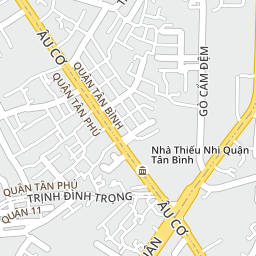 ÂU CƠ
QUẬN TÂN BÌNH
QUẬN TÂN PHÚ
GÒ CẨM ĐỆM
Nhà Thiếu Nhi Quận
Tân Bình
QUẬN TÂN PHÚ
TRỊNH ĐÌNH TRỌNG
QUẬN 11
ÂU CƠ